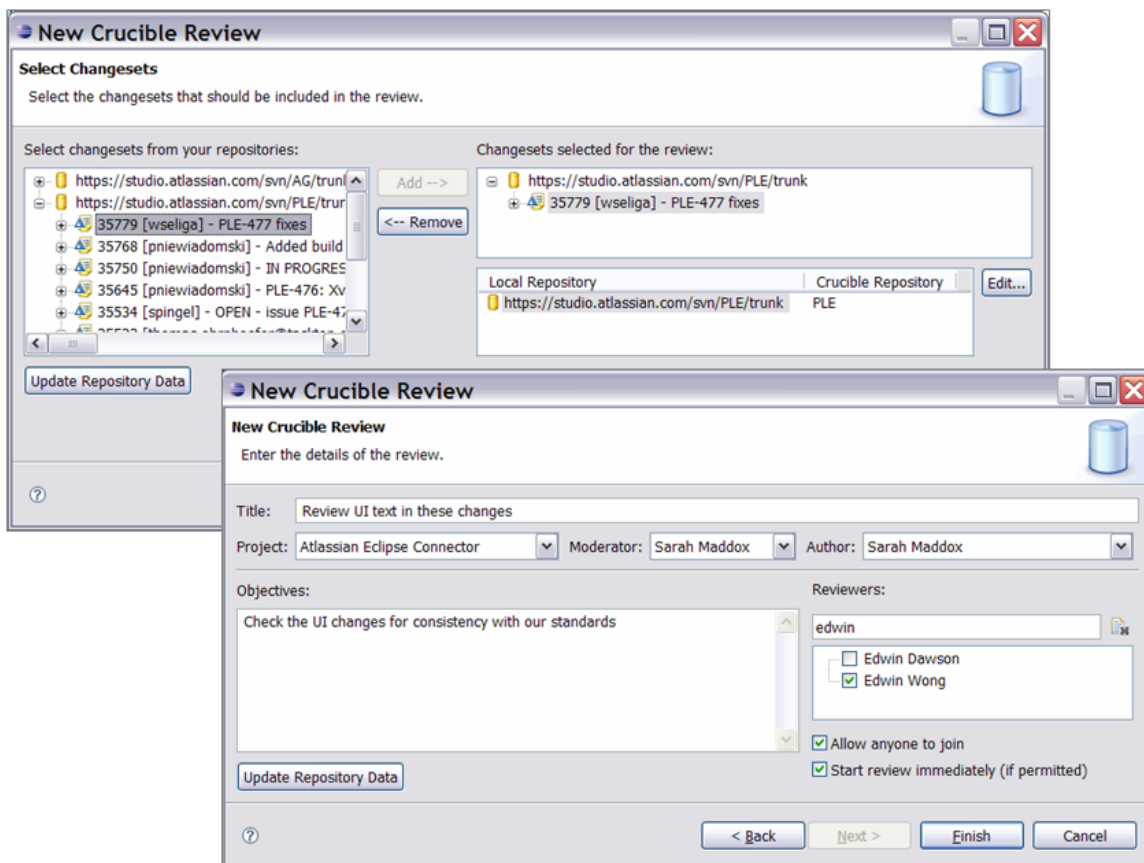 New Crucible Review
Select Changesets
Select the changesets that should be included in the review.
Select changesets from your repositories:
Changesets selected for the review:
https://studio.atlassian.com/svn/AG/trunk
https://studio.atlassian.com/svn/PLE/trun
35779 [wseliga] - PLE-477 fixes
35768 [pniewiadomski] - Added build
35750 [pniewiadomski] - IN PROGRES
35645 [pniewiadomski] - PLE-476: Xv
35534 [spingel] - OPEN - issue PLE-47
Add -->
<-- Remove
https://studio.atlassian.com/svn/PLE/trunk
35779 [wseliga] - PLE-477 fixes
Local Repository Crucible Repository
https://studio.atlassian.com/svn/PLE/trunk PLE
Edit...
Update Repository Data
New Crucible Review
New Crucible Review
Enter the details of the review.
Title: Review UI text in these changes
Project: Atlassian Eclipse Connector Moderator: Sarah Maddox Author: Sarah Maddox
Objectives:
Check the UI changes for consistency with our standards
Reviewers:
edwin
Edwin Dawson
Edwin Wong
Allow anyone to join
Start review immediately (if permitted)
Update Repository Data
< Back Next > Finish Cancel